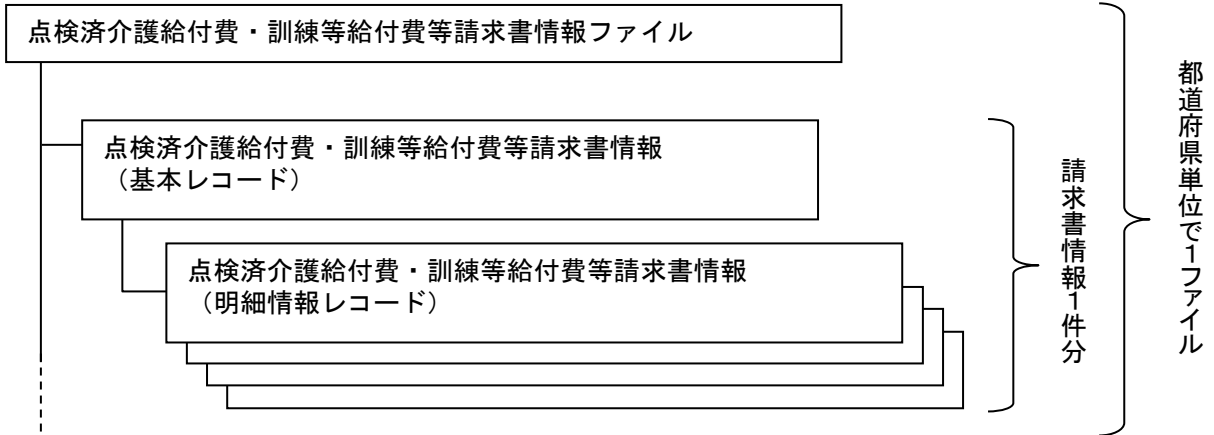 点検済介護給付費・訓練等給付費等請求書情報ファイル
点検済介護給付費・訓練等給付費等請求書情報
（基本レコード）
点検済介護給付費・訓練等給付費等請求書情報
（明細情報レコード）
請求書情報１件分
都道府県単位で１ファイル